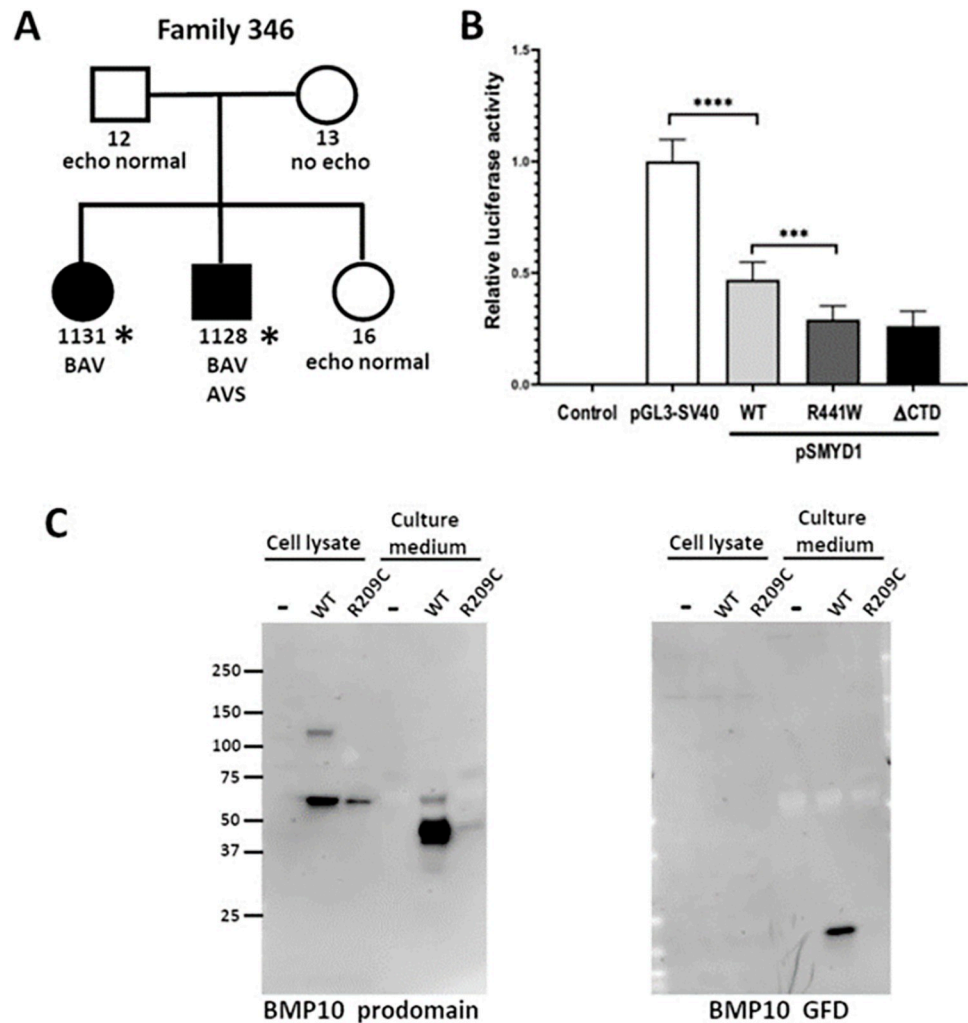 A
Family 346
12
echo normal
13
no echo
1131 *
BAV
1128 *
BAV
AVS
16
echo normal
B
Relative luciferase activity
1.5
1.0
0.5
0.0
****
***
Control pGL3-SV40 WT R441W ΔCTD
pSMYD1
C
Cell lysate
Culture
medium
- WT R209C - WT R209C
250
150
100
75
50
37
25
BMP10 prodomain
Cell lysate
Culture
medium
- WT R209C - WT R209C
BMP10 GFD